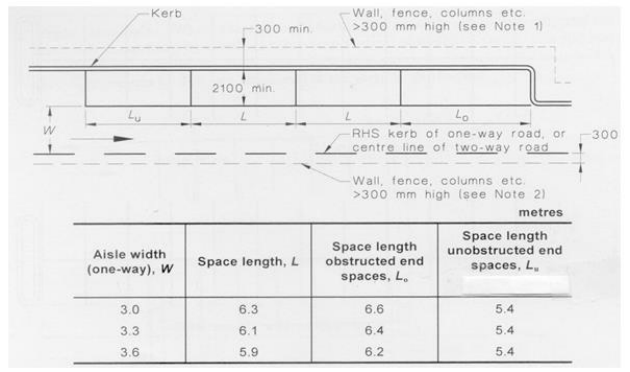 Kerb
300 min.
Wall, fence, columns etc.
>300 mm high (see Note 1)
2100 min.
Lu
L
L
Lo
W
RHS kerb of one-way road, or
centre line of two-way road
300
Wall, fence, columns etc.
>300 mm high (see Note 2)
metres
Aisle width
(one-way), W
Space length, L
Space length
obstructed end
spaces, Lo
Space length
unobstructed end
spaces, Lu
3.0 6.3 6.6 5.4
3.3 6.1 6.4 5.4
3.6 5.9 6.2 5.4